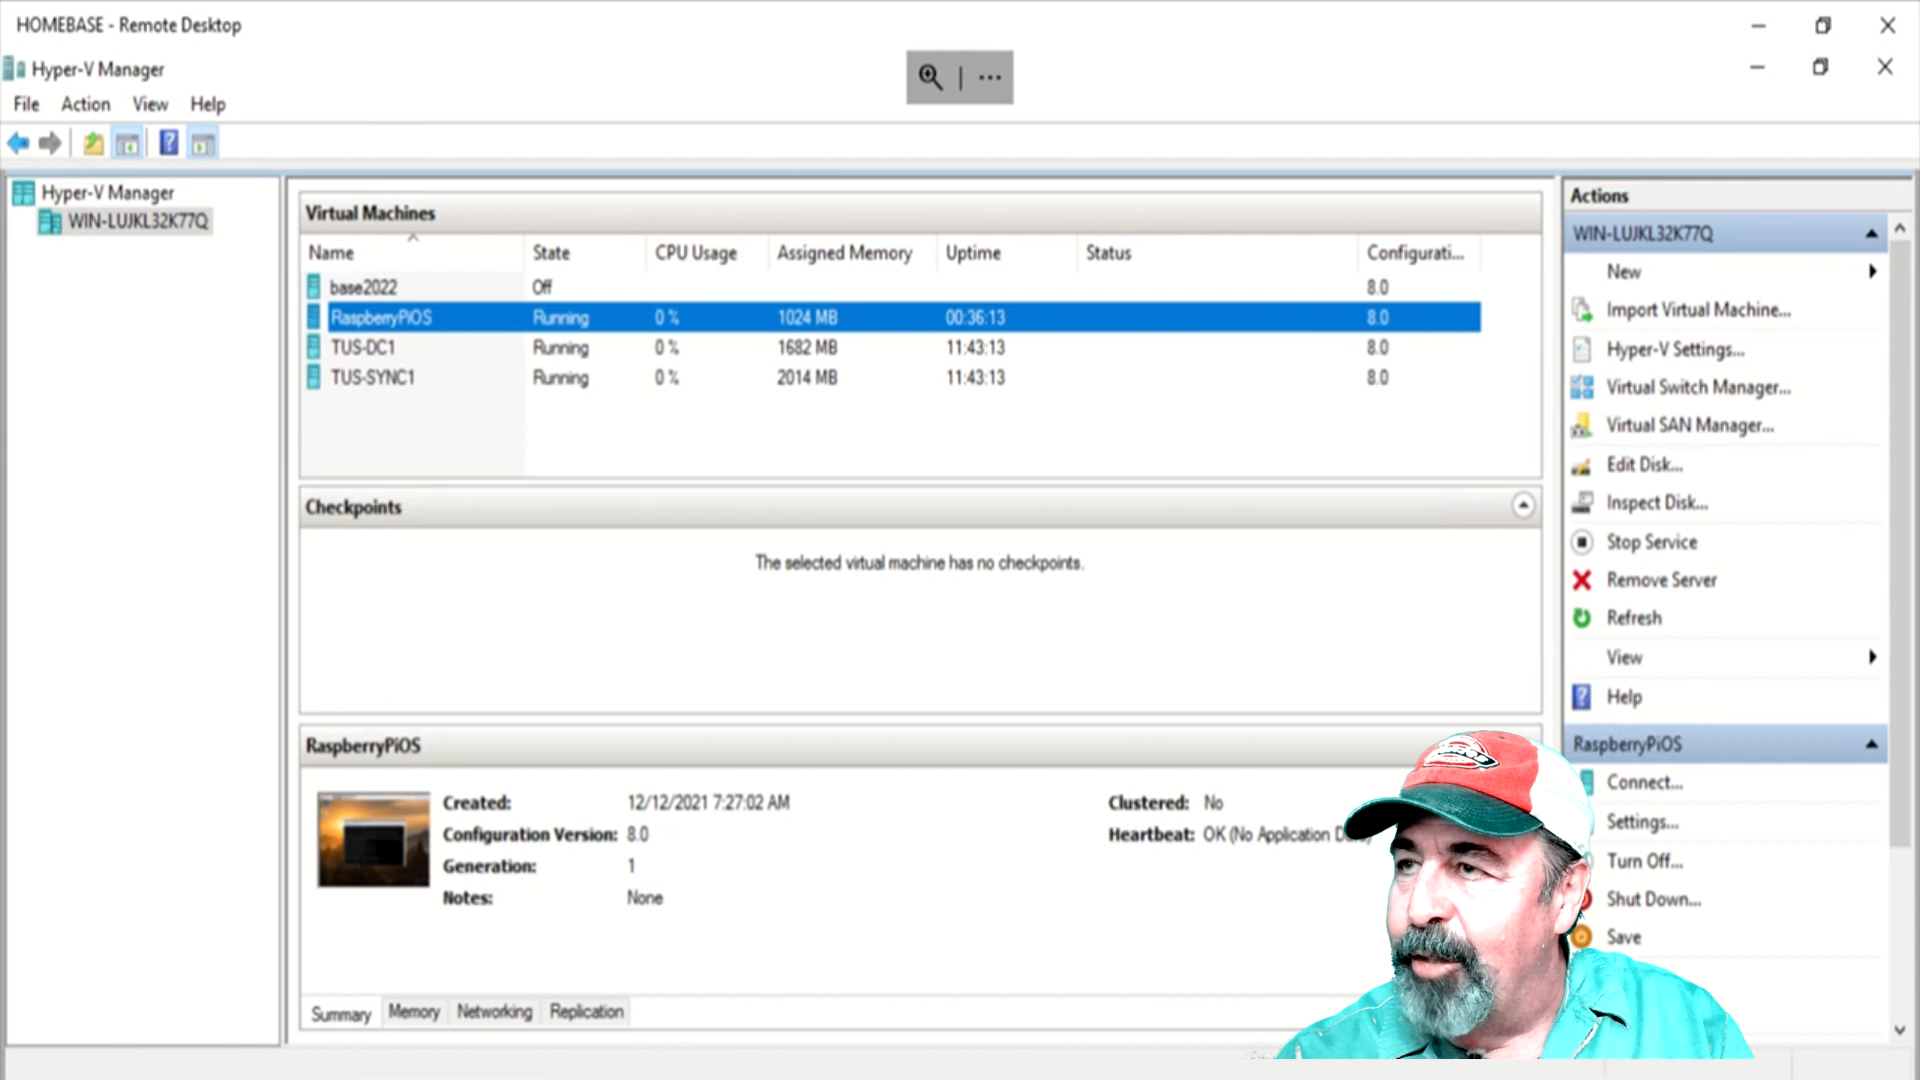 HOMEBASE - Remote Desktop
Hyper-V Manager
File Action View Help
Hyper-V Manager
WIN-LUJKL32K77Q
Virtual Machines
Name State CPU Usage Assigned Memory Uptime Status Configurati...
base2022 Off 8.0
RaspberryPiOS Running 0 % 1024 MB 00:36:13 8.0
TUS-DC1 Running 0 % 1682 MB 11:43:13 8.0
TUS-SYNC1 Running 0 % 2014 MB 11:43:13 8.0
Checkpoints
The selected virtual machine has no checkpoints.
RaspberryPiOS
Created: 12/12/2021 7:27:02 AM
Configuration Version: 8.0
Generation: 1
Notes: None
Clustered: No
Heartbeat: OK (No Application
Summary Memory Networking Replication
Actions
WIN-LUJKL32K77Q
New
Import Virtual Machine...
Hyper-V Settings...
Virtual Switch Manager...
Virtual SAN Manager...
Edit Disk...
Inspect Disk...
Stop Service
Remove Server
Refresh
View
Help
RaspberryPiOS
Connect...
Settings...
Turn Off...
Shut Down...
Save